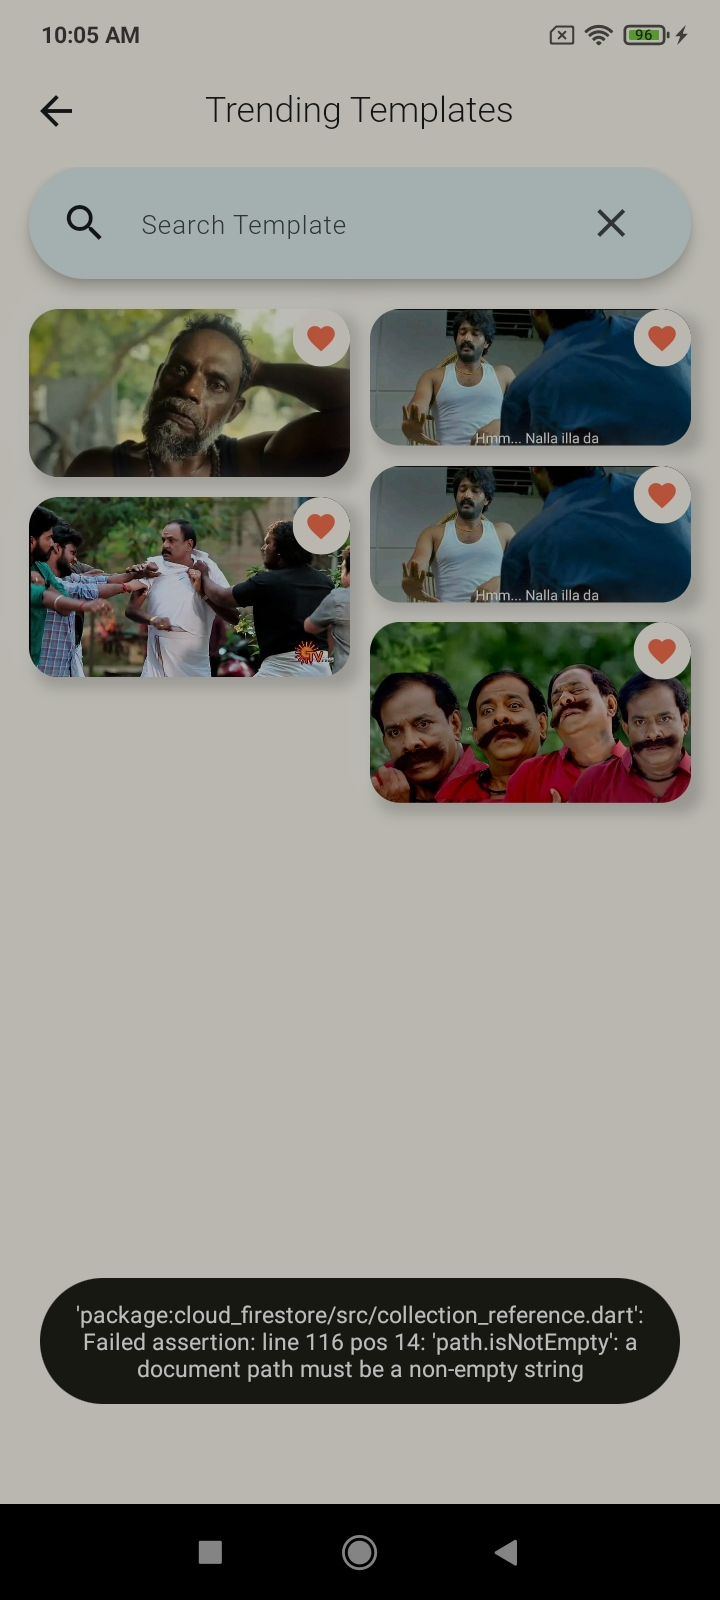 10:05 AM
96
Trending Templates
Search Template
Hmm... Nalla illa da
Hmm... Nalla illa da
'package:cloud_firestore/src/collection_reference.dart':
Failed assertion: line 116 pos 14: 'path.isNotEmpty': a
document path must be a non-empty string